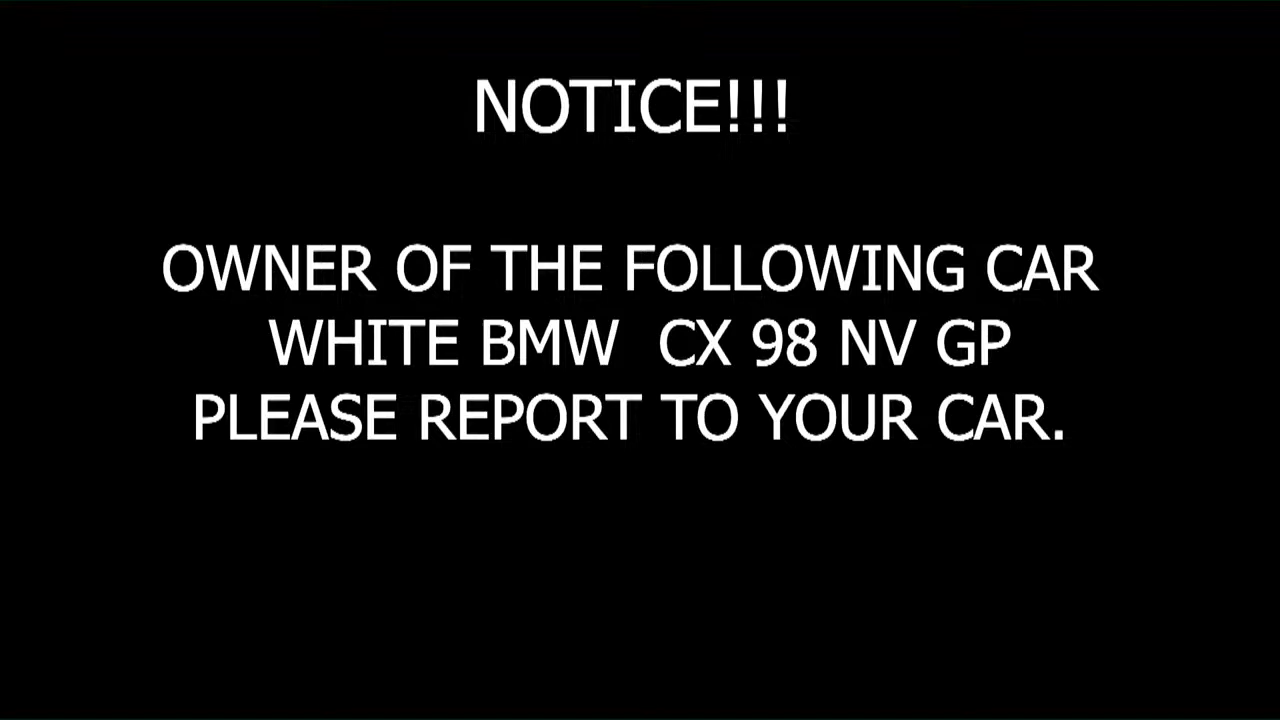 NOTICE!!!
OWNER OF THE FOLLOWING CAR
WHITE BMW  CX 98 NV GP
PLEASE REPORT TO YOUR CAR.